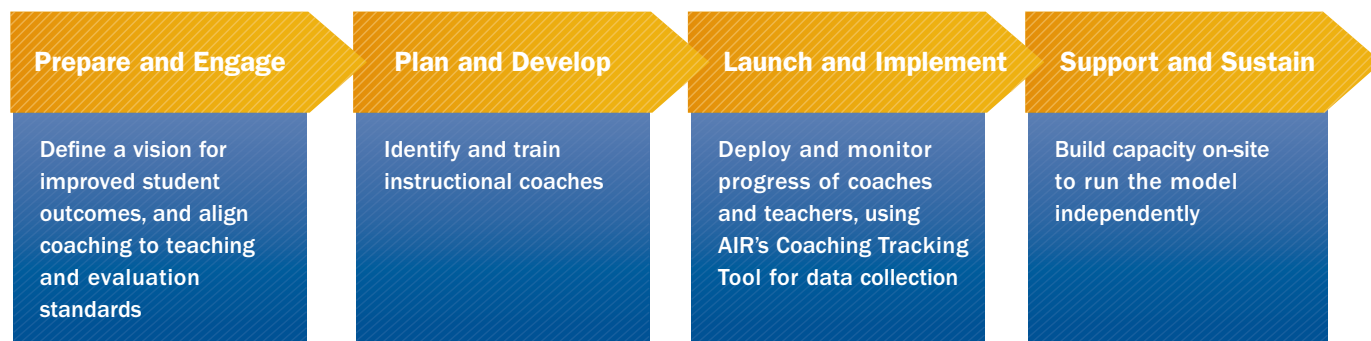 Prepare and Engage
Define a vision for
improved student
outcomes, and align
coaching to teaching
and evaluation
standards
Plan and Develop
Identify and train
instructional coaches
Launch and Implement
Deploy and monitor
progress of coaches
and teachers, using
AIR's Coaching Tracking
Tool for data collection
Support and Sustain
Build capacity on-site
to run the model
independently